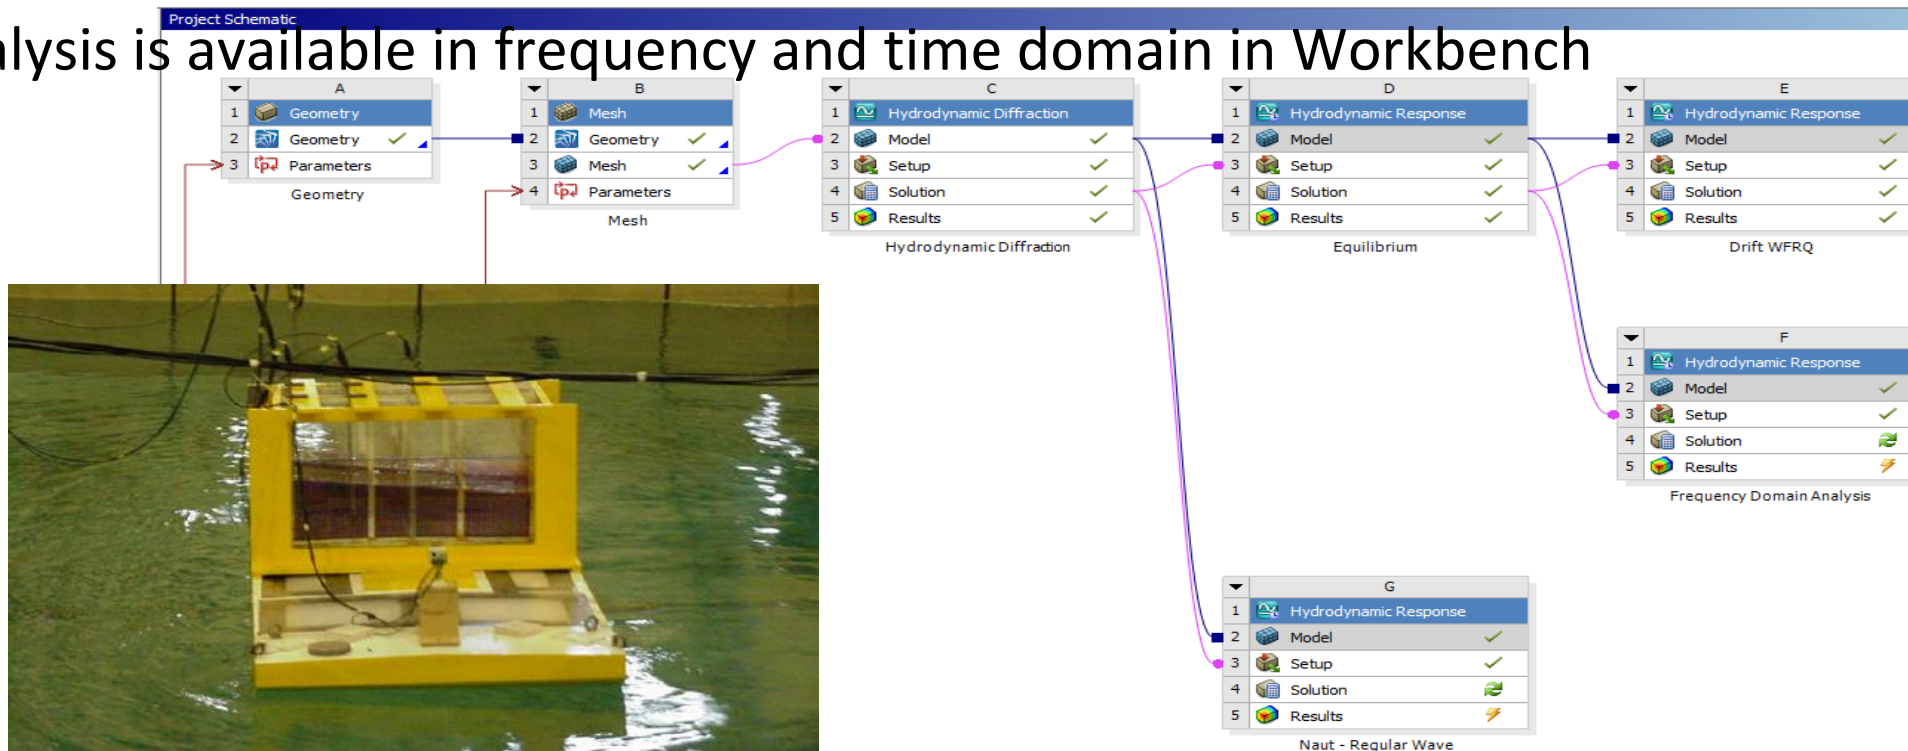 Project Schematic
alysis is available in frequency and time domain in Workbench
A
1 Geometry
2 Geometry
3 Parameters
Geometry
B
1 Mesh
2 Geometry
3 Mesh
4 Parameters
Mesh
C
1 Hydrodynamic Diffraction
2 Model
3 Setup
4 Solution
5 Results
Hydrodynamic Diffraction
D
1 Hydrodynamic Response
2 Model
3 Setup
4 Solution
5 Results
Equilibrium
E
1 Hydrodynamic Response
2 Model
3 Setup
4 Solution
5 Results
Drift WFRQ
F
1 Hydrodynamic Response
2 Model
3 Setup
4 Solution
5 Results
Frequency Domain Analysis
G
1 Hydrodynamic Response
2 Model
3 Setup
4 Solution
5 Results
Naut - Regular Wave